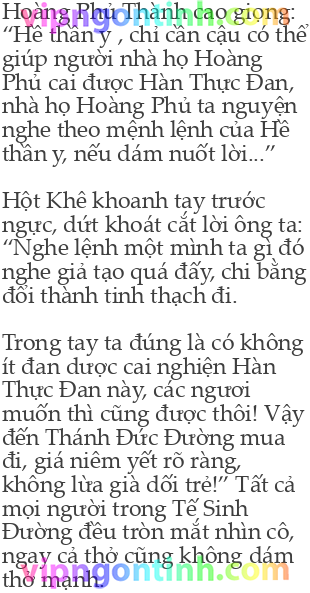 Hoàng Phủ Thành cao giọng:
vipngontinh.com
“Hề thần y , chỉ cần cậu có thể
giúp người nhà họ Hoàng
Phủ cai được Hàn Thực Đan,
nhà họ Hoàng Phủ ta nguyện
nghe theo mệnh lệnh của Hề
thần y, nếu dám nuốt lời...”
Hột Khê khoanh tay trước
ngực, dứt khoát cắt lời ông ta:
“Nghe lệnh một mình ta gì đó
nghe giả tạo quá đấy, chi bằng
đổi thành tinh thạch đi.
Trong tay ta đúng là có không
ít đan dược cai nghiện Hàn
Thực Đan này, các ngươi
muốn thì cũng được thôi! Vậy
đến Thánh Đức Đường mua
đi, giá niêm yết rõ ràng,
không lừa già dối trẻ!” Tất cả
mọi người trong Tế Sinh
Đường đều tròn mắt nhìn cô,
ngay cả thở cũng không dám
thở mạnh.
vipngontinh.com